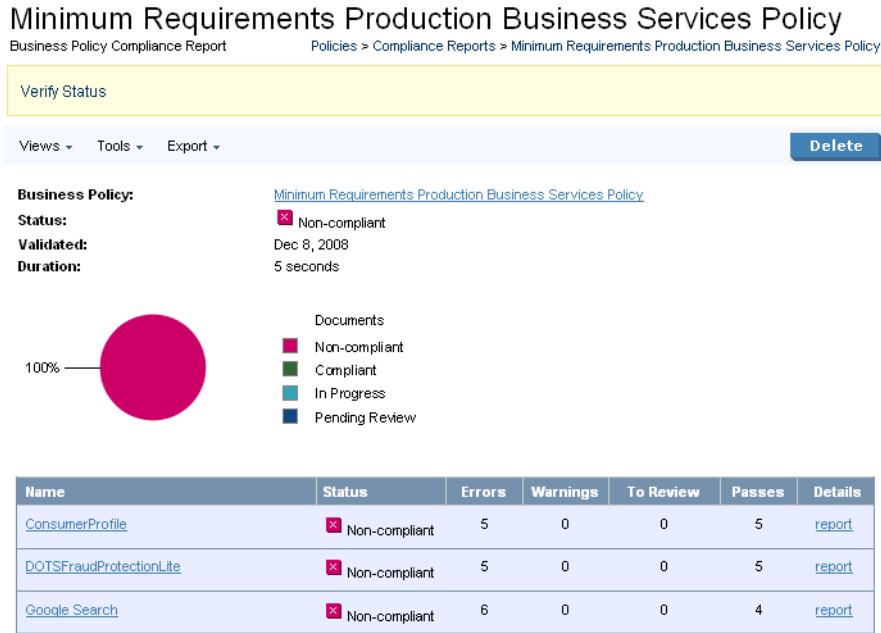 Minimum Requirements Production Business Services Policy
Business Policy Compliance Report Policies > Compliance Reports > Minimum Requirements Production Business Services Policy
Verify Status
Views Tools Export Delete
Business Policy: Minimum Requirements Production Business Services Policy
Status: Non-compliant
Validated: Dec 8, 2008
Duration: 5 seconds
Documents
Non-compliant
100%
Compliant
In Progress
Pending Review
Name Status Errors Warnings To Review Passes Details
ConsumerProfile Non-compliant 5 0 0 5 report
DOTSFraudProtectionLite Non-compliant 5 0 0 5 report
Google Search Non-compliant 6 0 0 4 report